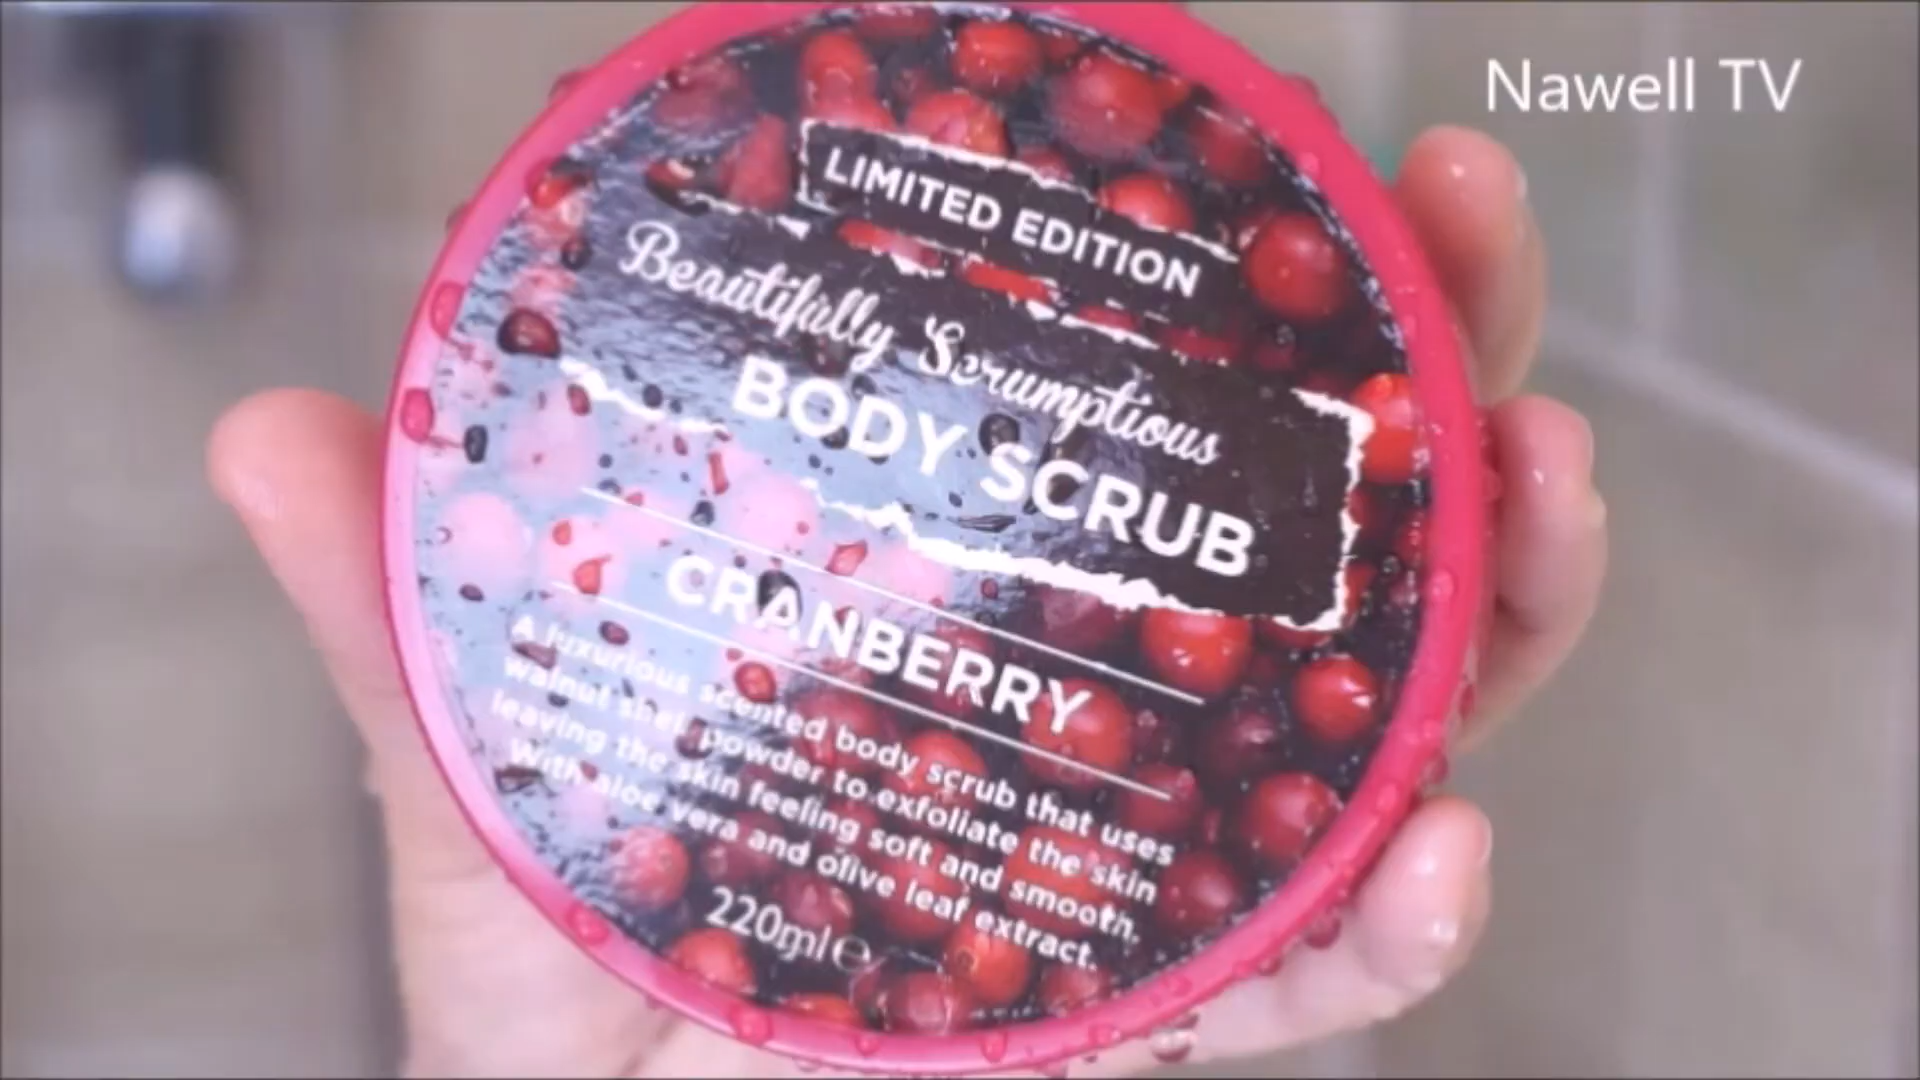 Nawell TV
LIMITED EDITION
Beautifully Scrumptious
BODY SCRUB
CRANBERRY
A luxurious scented body scrub that uses
walnut shell powder to exfoliate the skin
leaving the skin feeling soft and smooth.
With aloe vera and olive leaf extract.
220ml ℮